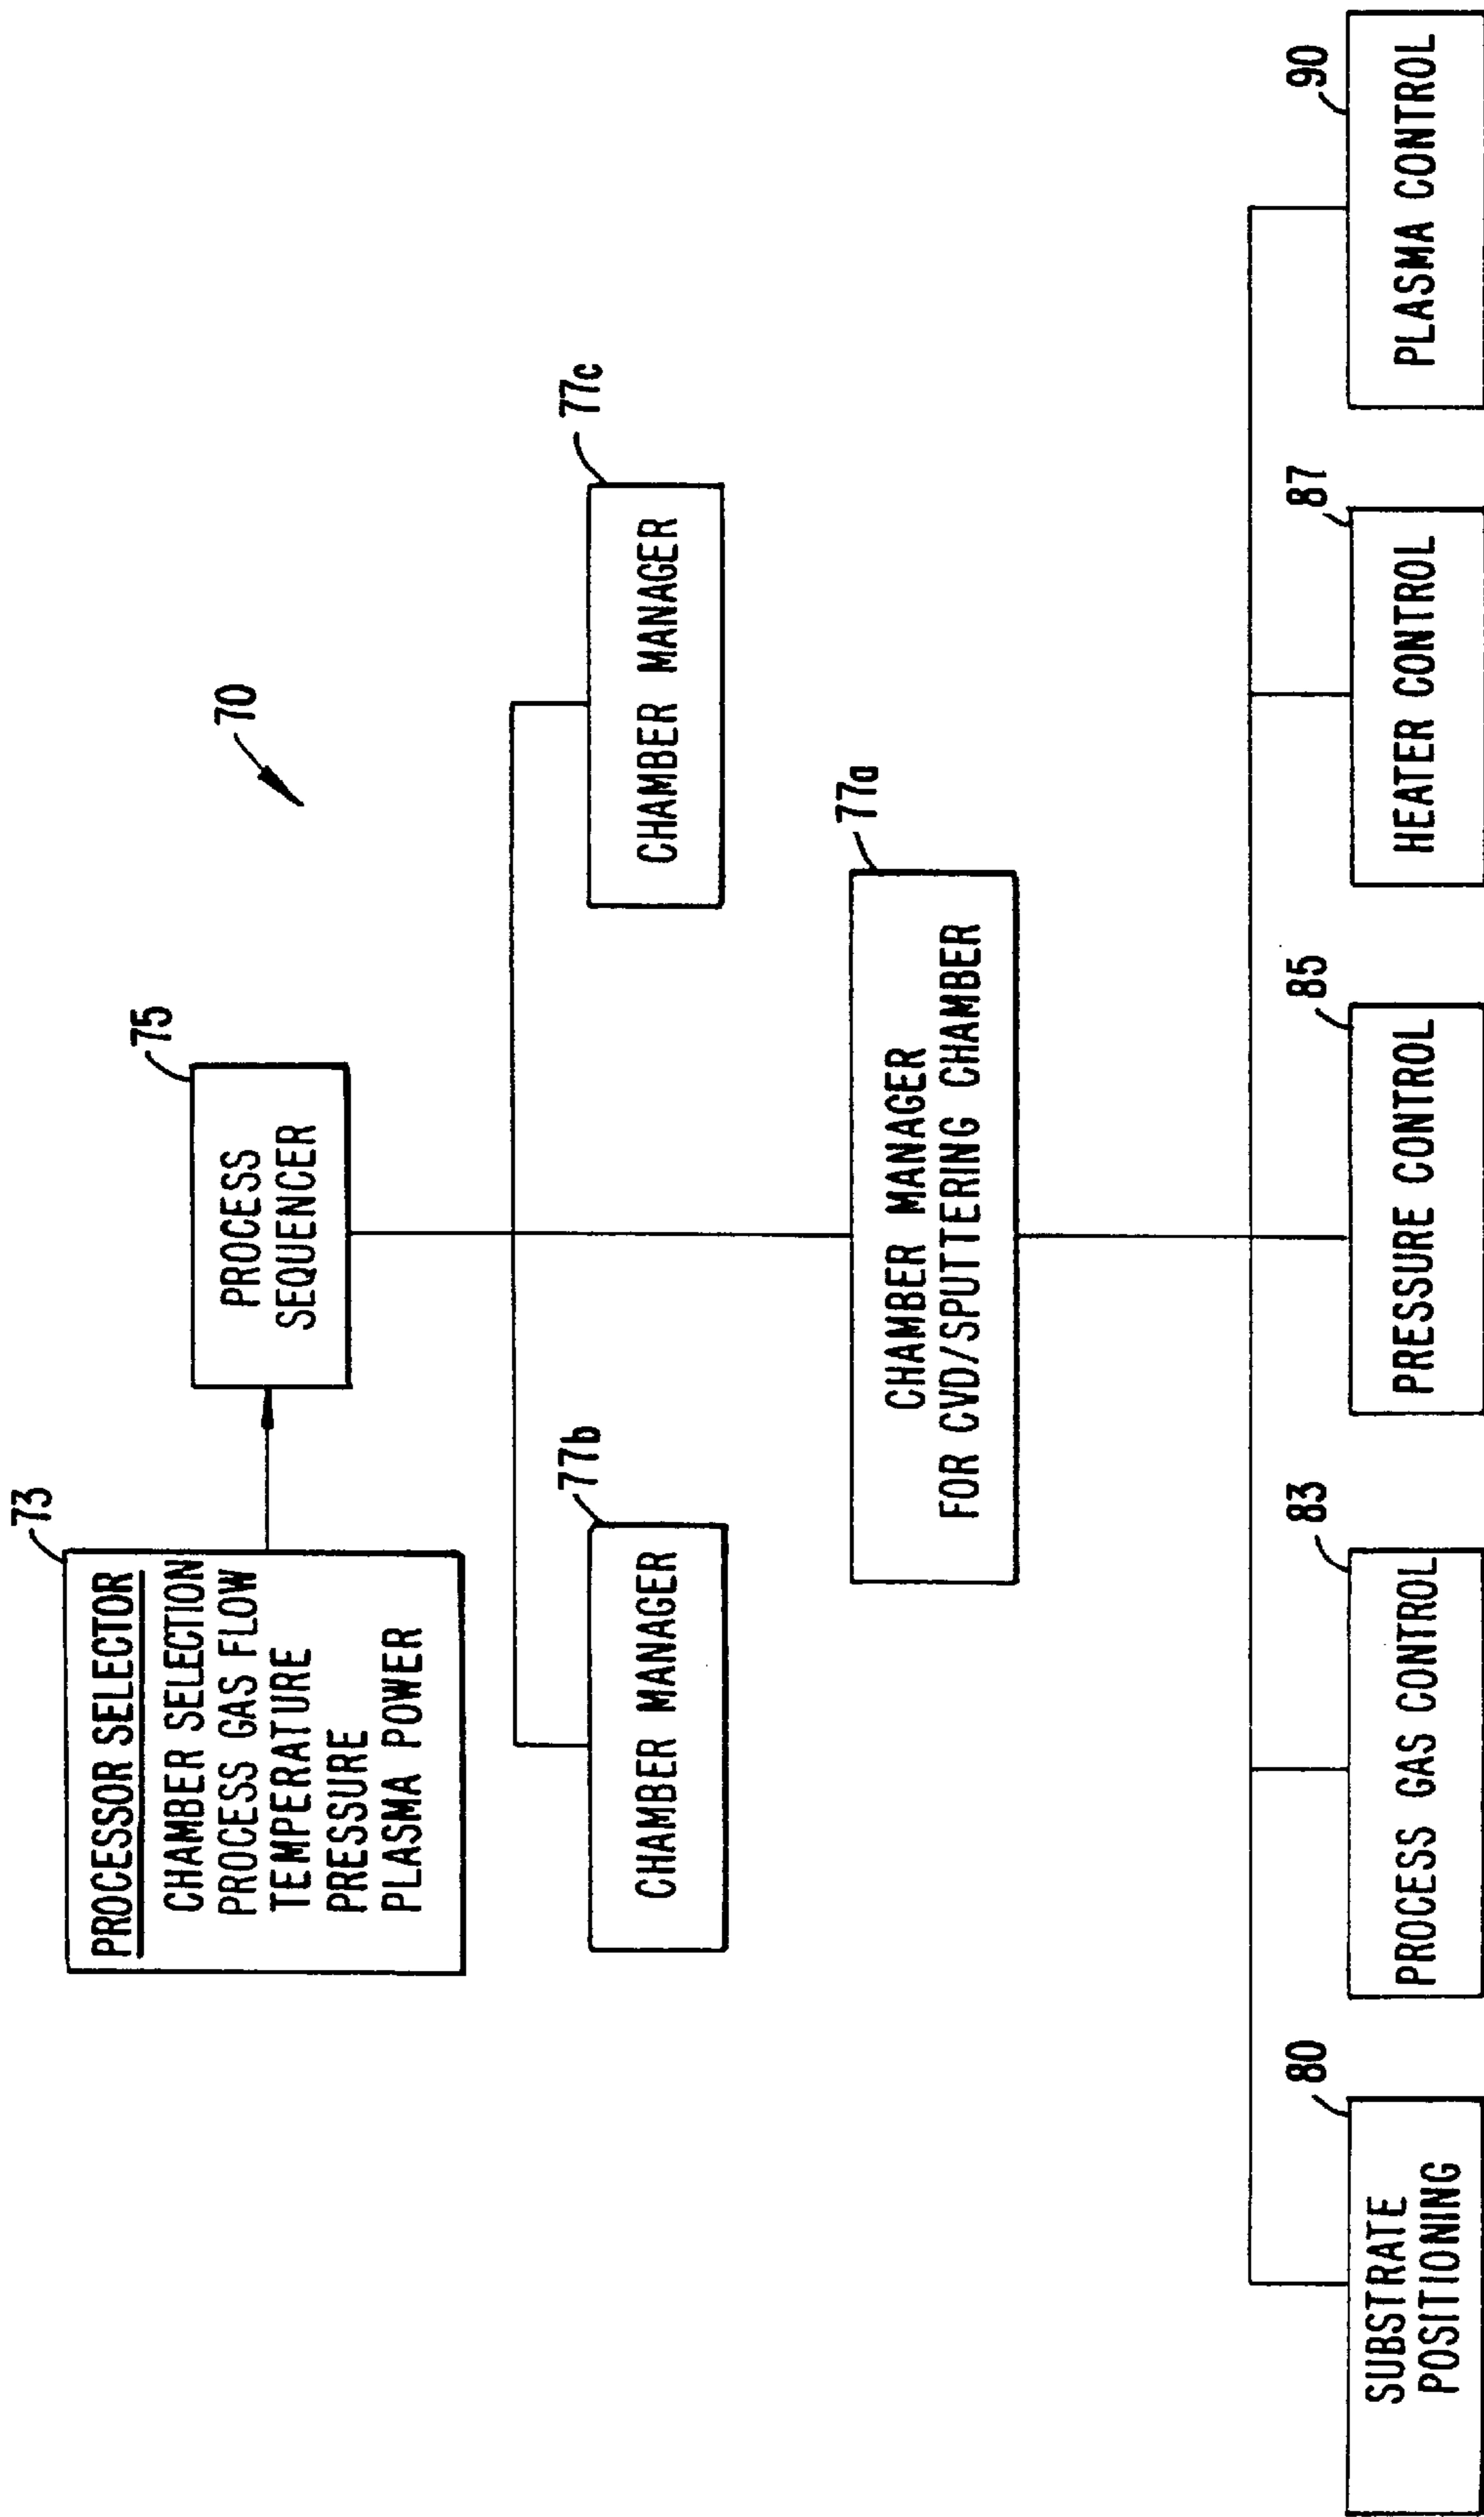 73
PROCESSOR SELECTOR
CHAMBER SELECTION
PROCESS GAS FLOW
TEMPERATURE
PRESSURE
PLASMA POWER
75
PROCESS
SEQUENCER
70
77b
CHAMBER MANAGER
77c
CHAMBER MANAGER
77a
CHAMBER MANAGER
FOR CVD/SPUTTERING CHAMBER
80
SUBSTRATE
POSITIONING
83
PROCESS GAS CONTROL
85
PRESSURE CONTROL
87
HEATER CONTROL
90
PLASMA CONTROL